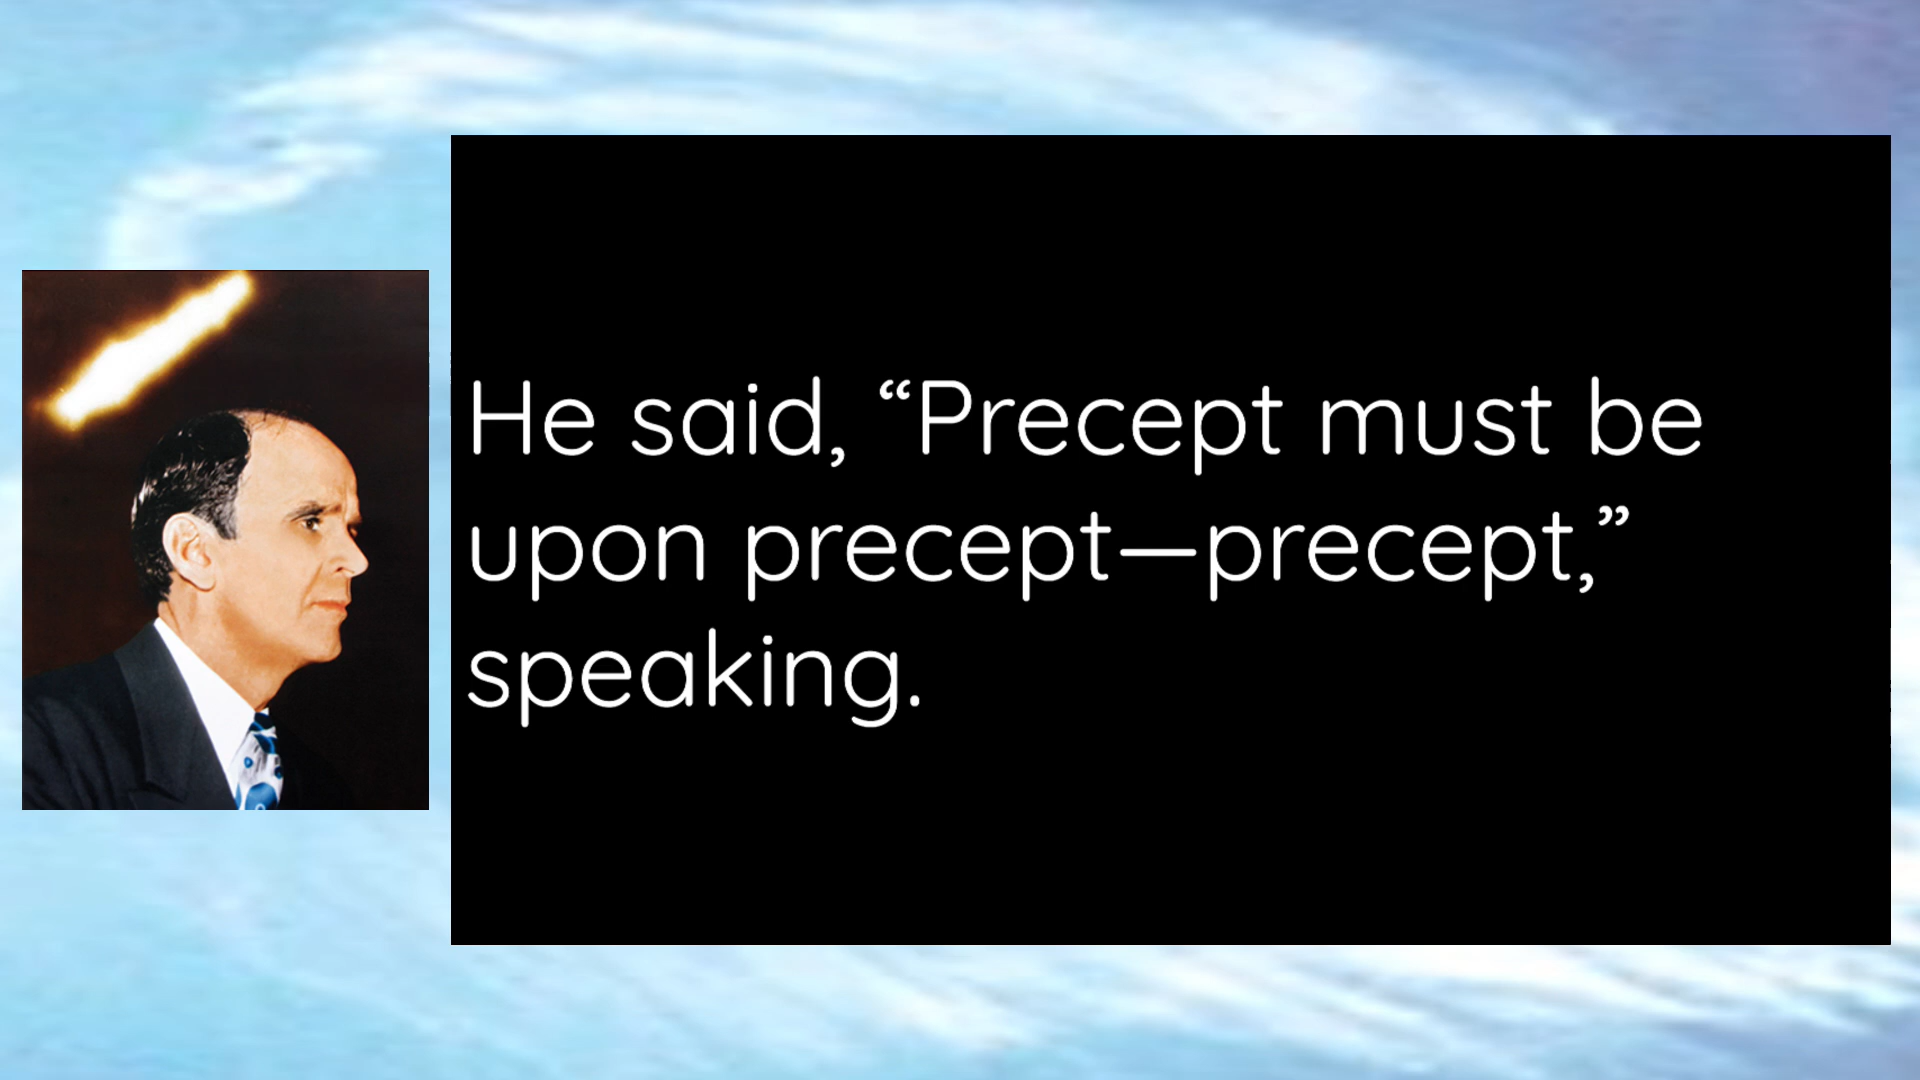 He said, “Precept must be
upon precept—precept,”
speaking.